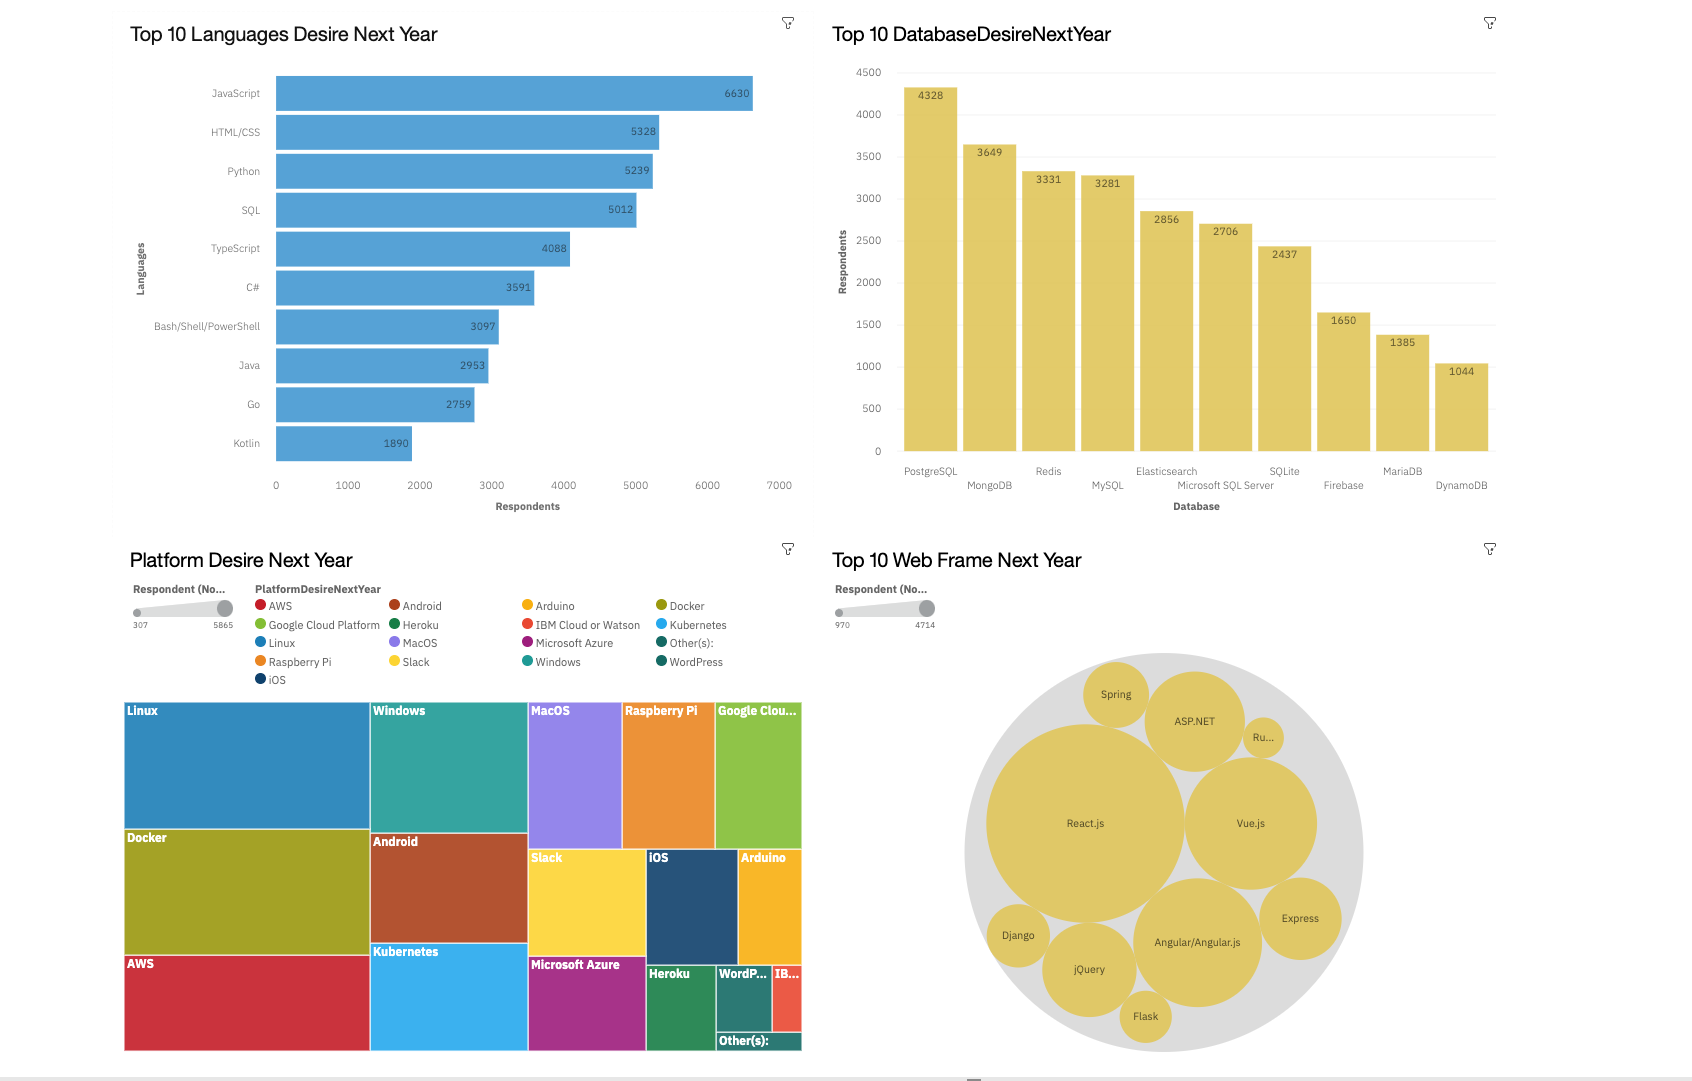 Top 10 Languages Desire Next Year
JavaScript
6630
HTML/CSS
5328
Python
5239
SQL
5012
TypeScript
4088
C#
3591
Bash/Shell/PowerShell
3097
Java
2953
Go
2759
Kotlin
1890
Languages
0 1000 2000 3000 4000 5000 6000 7000
Respondents
Top 10 DatabaseDesireNextYear
4500
4000
3500
3000
2500
2000
1500
1000
500
0
Respondents
4328
3649
3331
3281
2856
2706
2437
1650
1385
1044
PostgreSQL
MongoDB
Redis
MySQL
Elasticsearch
Microsoft SQL Server
SQLite
Firebase
MariaDB
DynamoDB
Database
Platform Desire Next Year
Respondent (No...
307 5865
PlatformDesireNextYear
AWS Android Arduino Docker
Google Cloud Platform Heroku IBM Cloud or Watson Kubernetes
Linux MacOS Microsoft Azure Other(s):
Raspberry Pi Slack Windows WordPress
iOS
Linux
Docker
AWS
Windows
Android
Kubernetes
MacOS
Raspberry Pi
Google Clou...
Slack
iOS
Arduino
Microsoft Azure
Heroku
WordP...
IB...
Other(s):
Top 10 Web Frame Next Year
Respondent (No...
970 4714
Spring
ASP.NET
Ru...
React.js
Vue.js
Django
jQuery
Angular/Angular.js
Express
Flask